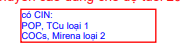 có CIN:
POP, TCu loại 1
COCs, Mirena loại 2